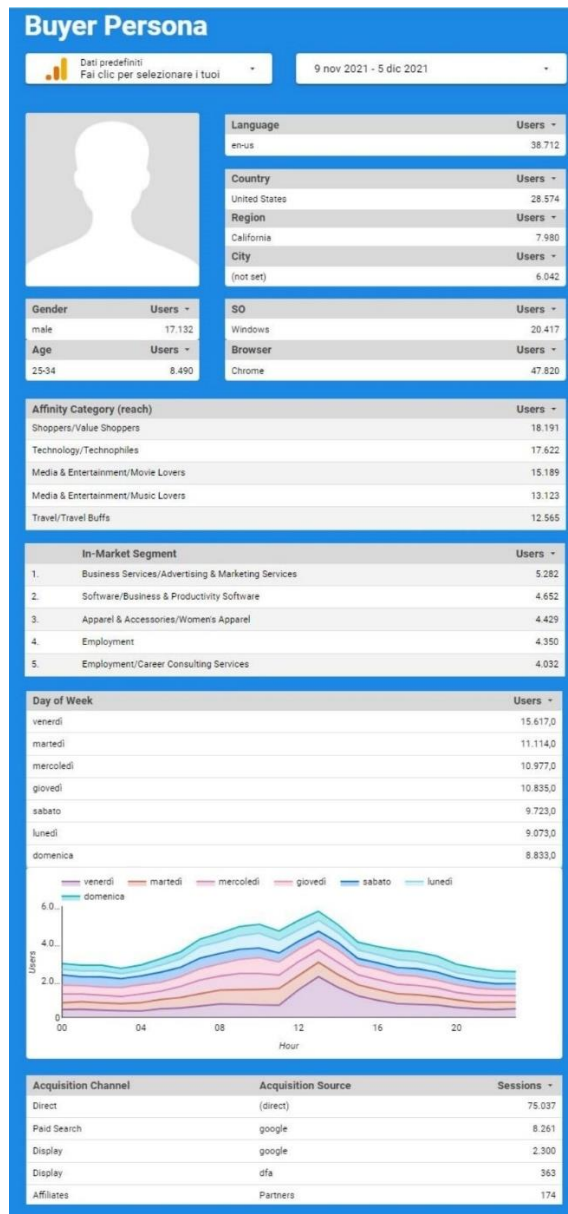 Buyer Persona
Dati predefiniti
Fai clic per selezionare i tuoi
9 nov 2021 - 5 dic 2021
Language Users
en-us 38.712
Country Users
United States 28.574
Region Users
California 7.980
City Users
(not set) 6.042
Gender Users
male 17.132
Age Users
25-34 8.490
SO Users
Windows 20.417
Browser Users
Chrome 47.820
Affinity Category (reach) Users
Shoppers/Value Shoppers 18.191
Technology/Technophiles 17.622
Media & Entertainment/Movie Lovers 15.189
Media & Entertainment/Music Lovers 13.123
Travel/Travel Buffs 12.565
In-Market Segment Users
1. Business Services/Advertising & Marketing Services 5.282
2. Software/Business & Productivity Software 4.652
3. Apparel & Accessories/Women's Apparel 4.429
4. Employment 4.350
5. Employment/Career Consulting Services 4.032
Day of Week Users
venerdì 15.617,0
martedì 11.114,0
mercoledì 10.977,0
giovedì 10.835,0
sabato 9.723,0
lunedì 9.073,0
domenica 8.833,0
venerdì martedì mercoledì giovedì sabato lunedì
domenica
6.0...
4.0...
2.0...
0
Users
00 04 08 12 16 20
Hour
Acquisition Channel Acquisition Source Sessions
Direct (direct) 75.037
Paid Search google 8.261
Display google 2.300
Display dfa 363
Affiliates Partners 174